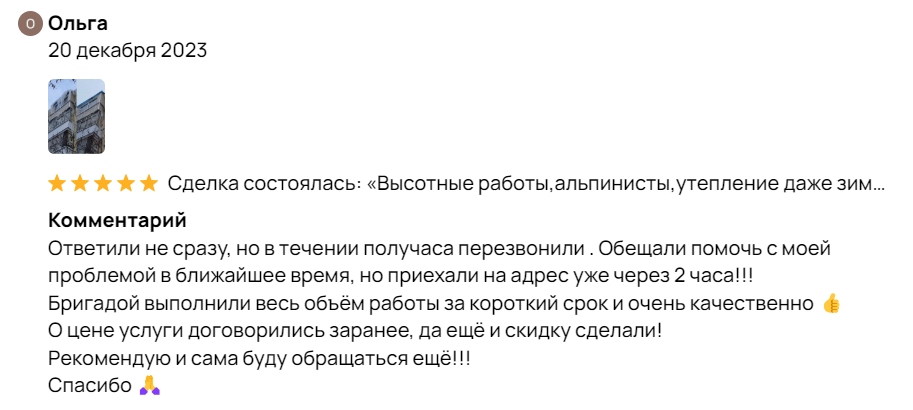 О Ольга
20 декабря 2023
Сделка состоялась: «Высотные работы,альпинисты,утепление даже зим...
Комментарий
Ответили не сразу, но в течении получаса перезвонили . Обещали помочь с моей
проблемой в ближайшее время, но приехали на адрес уже через 2 часа!!!
Бригадой выполнили весь объём работы за короткий срок и очень качественно 👍
О цене услуги договорились заранее, да ещё и скидку сделали!
Рекомендую и сама буду обращаться ещё!!!
Спасибо 🙏